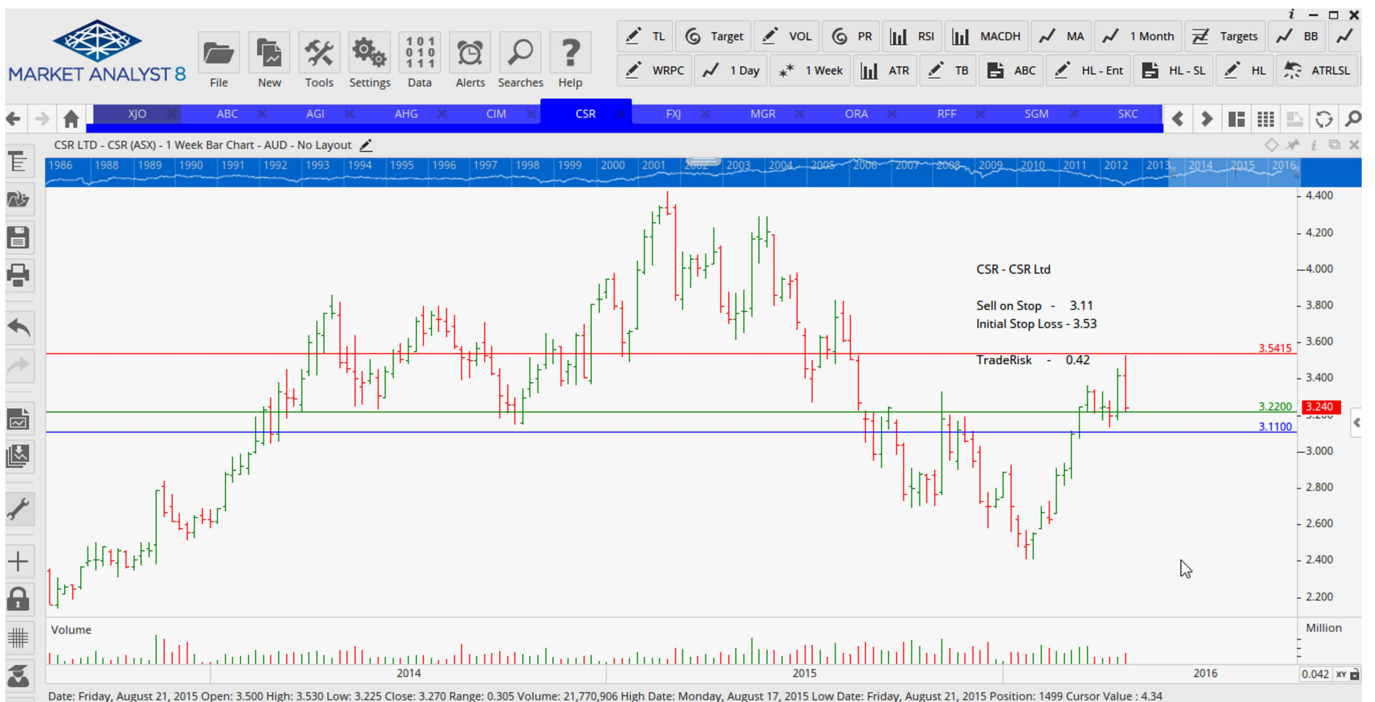 i
TL Target VOL PR RSI MACDH MA 1 Month Targets BB
MARKET ANALYST 8
101
010
111
File New Tools Settings Data Alerts Searches Help
WRPC 1 Day 1 Week ATR TB ABC HL - Ent HL - SL HL ATRLSL
XJO ABC AGI AHG CIM CSR FXJ MGR ORA RFF SGM SKC
CSR LTD - CSR (ASX) - 1 Week Bar Chart - AUD - No Layout
1986 1988 1989 1990 1991 1992 1993 1994 1995 1996 1997 1998 1999 2000 2001 2002 2003 2004 2005 2006 2007 2008 2009 2010 2011 2012 2013 2014 2015 2016
4.400
4.200
CSR - CSR Ltd
4.000
Sell on Stop - 3.11
3.800
Initial Stop Loss - 3.53
3.600
3.5415
TradeRisk - 0.42
3.400
3.2200 3.240
3.200
3.1100
3.000
2.800
2.600
2.400
2.200
Volume
Million
2014 2015 2016
0.042 XY
Date: Friday, August 21, 2015 Open: 3.500 High: 3.530 Low: 3.225 Close: 3.270 Range: 0.305 Volume: 21,770,906 High Date: Monday, August 17, 2015 Low Date: Friday, August 21, 2015 Position: 1499 Cursor Value : 4.34